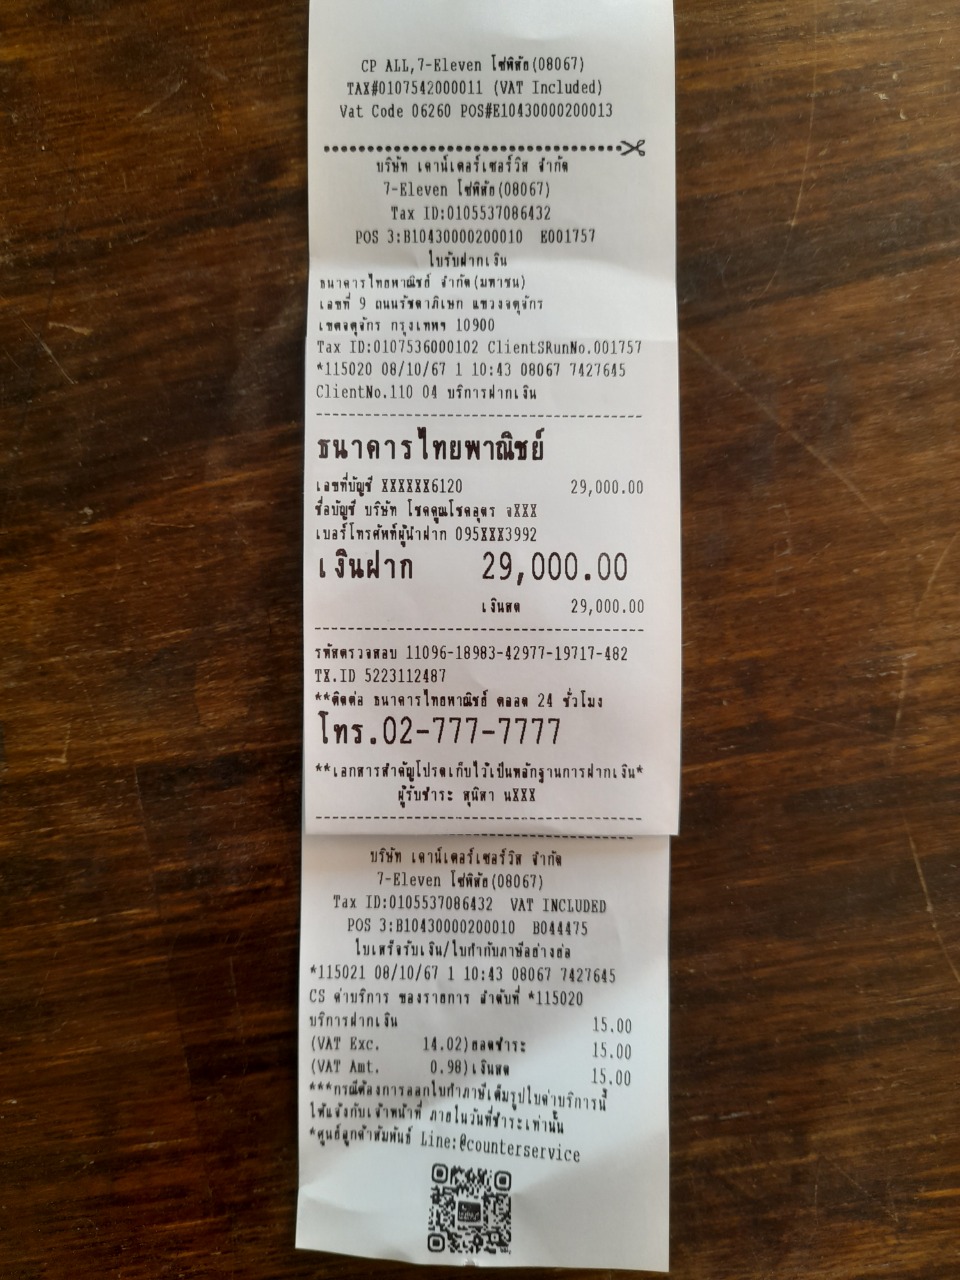 CP ALL,7-Eleven โซ่พิสัย(08067)
TAX#0107542000011 (VAT Included)
Vat Code 06260 POS#E10430000200013
บริษัท เคาน์เตอร์เซอร์วิส จำกัด
7-Eleven โซ่พิสัย(08067)
Tax ID:0105537086432
POS 3:B10430000200010 E001757
ใบรับฝากเงิน
ธนาคารไทยพาณิชย์ จำกัด(มหาชน)
เลขที่ 9 ถนนรัชดาภิเษก แขวงจตุจักร
เขตจตุจักร กรุงเทพฯ 10900
Tax ID:0107536000102 ClientSRunNo.001757
*115020 08/10/67 1 10:43 08067 7427645
ClientNo.110 04 บริการฝากเงิน
ธนาคารไทยพาณิชย์
เลขที่บัญชี XXXXXX6120 29,000.00
ชื่อบัญชี บริษัท โชคคูณโชคอุดร จXXX
เบอร์โทรศัพท์ผู้นำฝาก 095XXX3992
เงินฝาก 29,000.00
เงินสด 29,000.00
รหัสตรวจสอบ 11096-18983-42977-19717-482
TX.ID 5223112487
**ติดต่อ ธนาคารไทยพาณิชย์ ตลอด 24 ชั่วโมง
โทร.02-777-7777
**เอกสารสำคัญโปรดเก็บไว้เป็นหลักฐานการฝากเงิน*
ผู้รับชำระ สุนิสา นXXX
บริษัท เคาน์เตอร์เซอร์วิส จำกัด
7-Eleven โซ่พิสัย(08067)
Tax ID:0105537086432 VAT INCLUDED
POS 3:B10430000200010 B044475
ใบเสร็จรับเงิน/ใบกำกับภาษีอย่างย่อ
*115021 08/10/67 1 10:43 08067 7427645
CS ค่าบริการ ของรายการ ลำดับที่ *115020
บริการฝากเงิน 15.00
(VAT Exc. 14.02)ยอดชำระ 15.00
(VAT Amt. 0.98)เงินสด 15.00
***กรณีต้องการออกใบกำภาษีเต็มรูปใบค่าบริการนี้
ให้แจ้งกับเจ้าหน้าที่ ภายในวันที่ชำระเท่านั้น
*ศูนย์ลูกค้าสัมพันธ์ Line:@counterservice